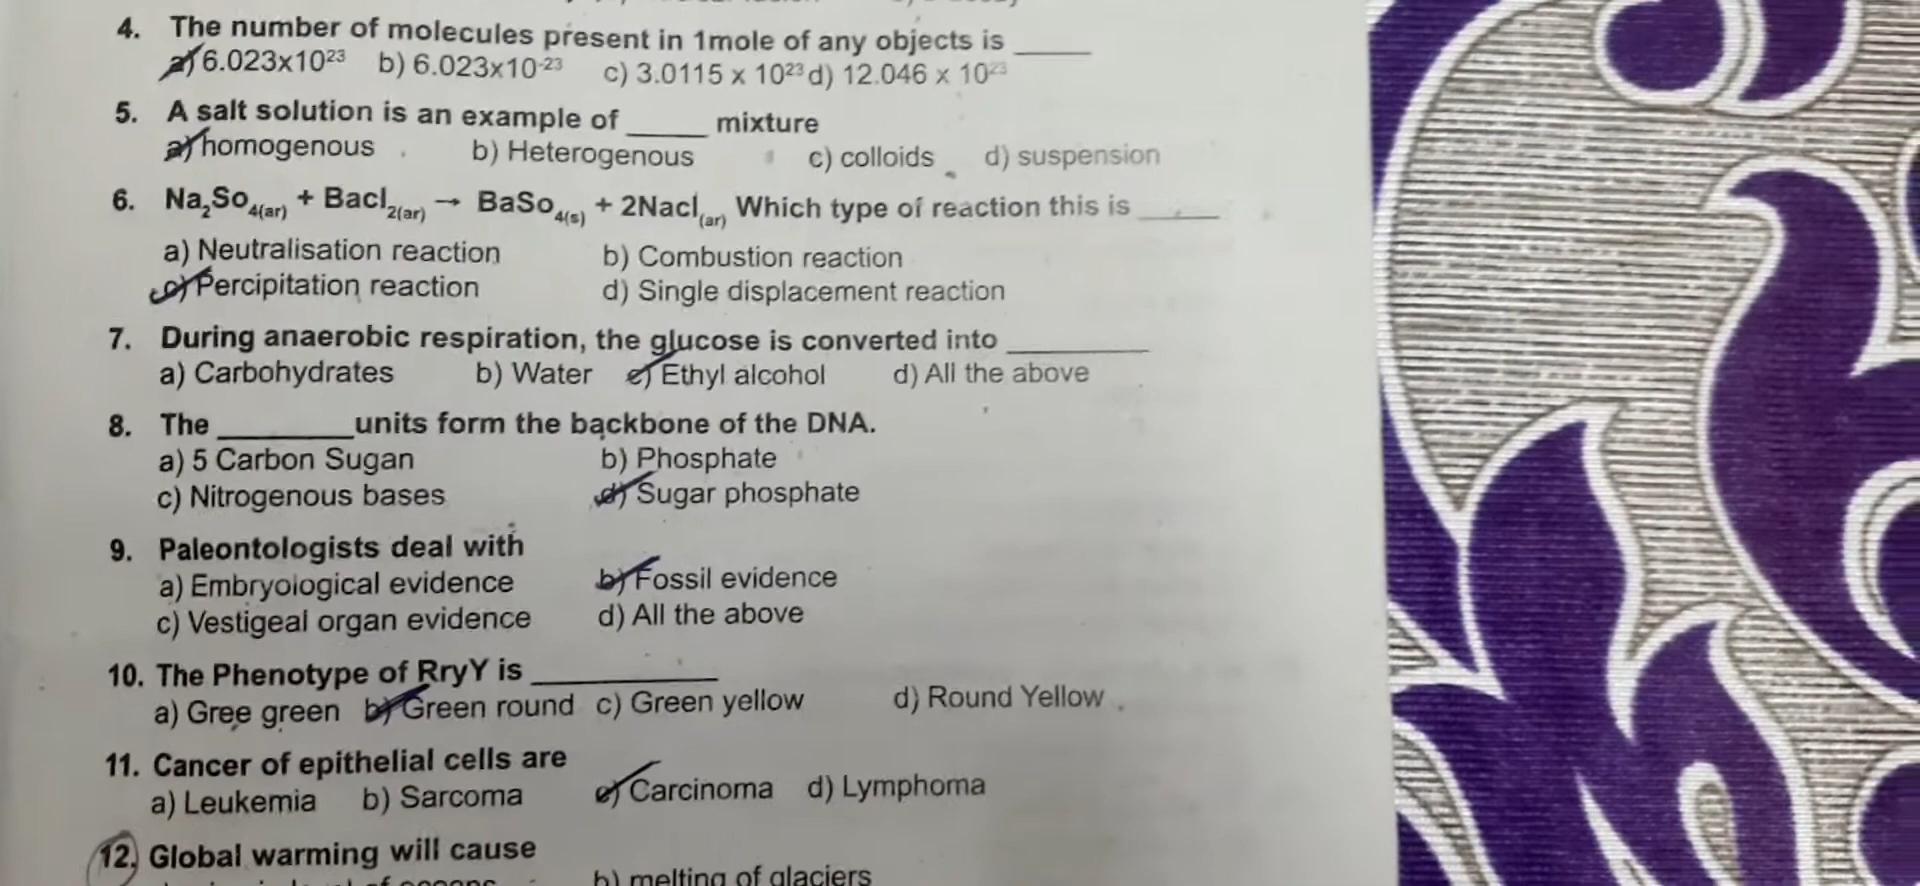 4. The number of molecules present in 1mole of any objects is ____
a) 6.023x10²³ b) 6.023x10⁻²³ c) 3.0115 x 10²³ d) 12.046 x 10²³
5. A salt solution is an example of ____ mixture
a) homogenous b) Heterogenous c) colloids d) suspension
6. Na₂So₄(ar) + Bacl₂(ar) → BaSo₄(s) + 2Nacl(ar) Which type of reaction this is ____
a) Neutralisation reaction b) Combustion reaction
c) Percipitation reaction d) Single displacement reaction
7. During anaerobic respiration, the glucose is converted into ____
a) Carbohydrates b) Water c) Ethyl alcohol d) All the above
8. The ____ units form the backbone of the DNA.
a) 5 Carbon Sugan b) Phosphate
c) Nitrogenous bases d) Sugar phosphate
9. Paleontologists deal with
a) Embryological evidence b) Fossil evidence
c) Vestigeal organ evidence d) All the above
10. The Phenotype of RryY is ____
a) Gree green b) Green round c) Green yellow d) Round Yellow
11. Cancer of epithelial cells are
a) Leukemia b) Sarcoma c) Carcinoma d) Lymphoma
12. Global warming will cause
b) melting of glaciers